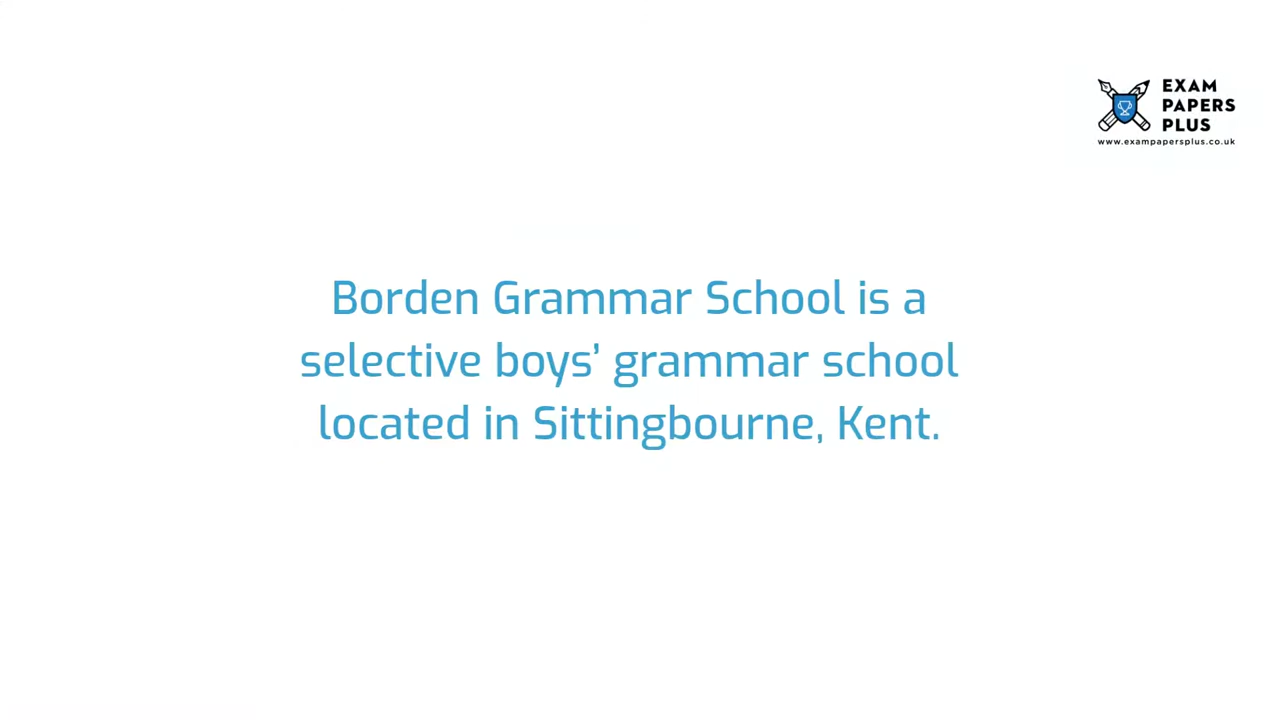 EXAM
PAPERS
PLUS
www.exampapersplus.co.uk
Borden Grammar School is a
selective boys’ grammar school
located in Sittingbourne, Kent.